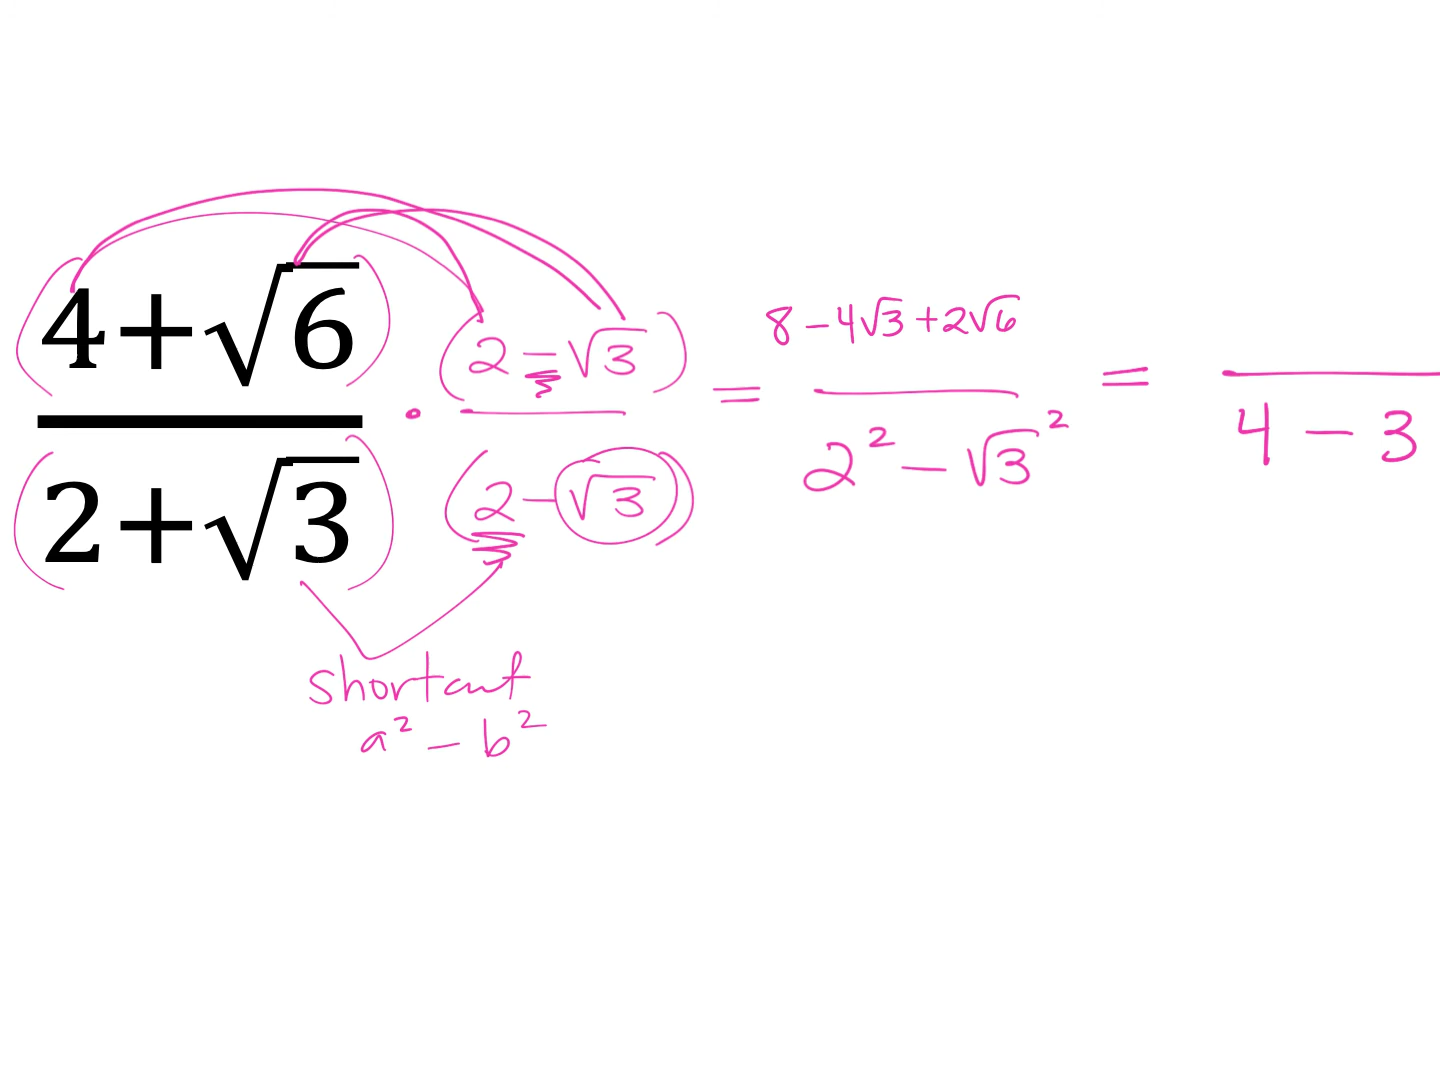 (4+√6)/(2+√3) · (2-√3)/(2-√3) = (8-4√3+2√6)/(2²-√3²) = /(4-3)
shortcut
a²-b²